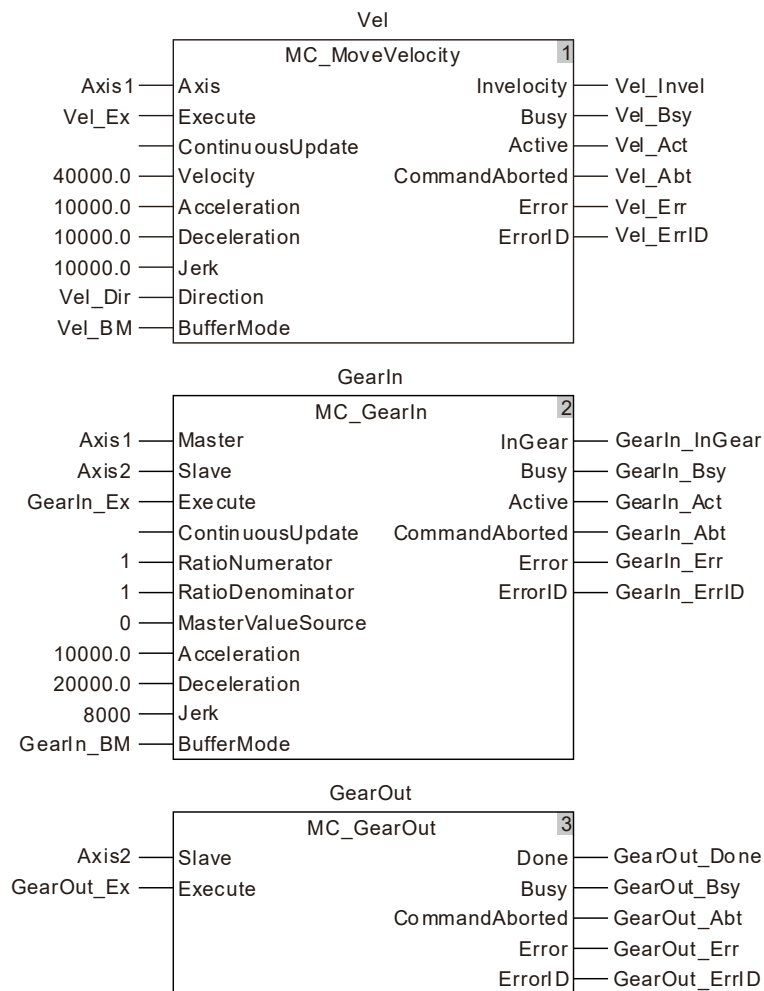 Vel
MC_MoveVelocity 1
Axis1 Axis Invelocity Vel_Invel
Vel_Ex Execute Busy Vel_Bsy
ContinuousUpdate Active Vel_Act
40000.0 Velocity CommandAborted Vel_Abt
10000.0 Acceleration Error Vel_Err
10000.0 Deceleration ErrorID Vel_ErrID
10000.0 Jerk
Vel_Dir Direction
Vel_BM BufferMode
GearIn
MC_GearIn 2
Axis1 Master InGear GearIn_InGear
Axis2 Slave Busy GearIn_Bsy
GearIn_Ex Execute Active GearIn_Act
ContinuousUpdate CommandAborted GearIn_Abt
1 RatioNumerator Error GearIn_Err
1 RatioDenominator ErrorID GearIn_ErrID
0 MasterValueSource
10000.0 Acceleration
20000.0 Deceleration
8000 Jerk
GearIn_BM BufferMode
GearOut
MC_GearOut 3
Axis2 Slave Done GearOut_Done
GearOut_Ex Execute Busy GearOut_Bsy
CommandAborted GearOut_Abt
Error GearOut_Err
ErrorID GearOut_ErrID